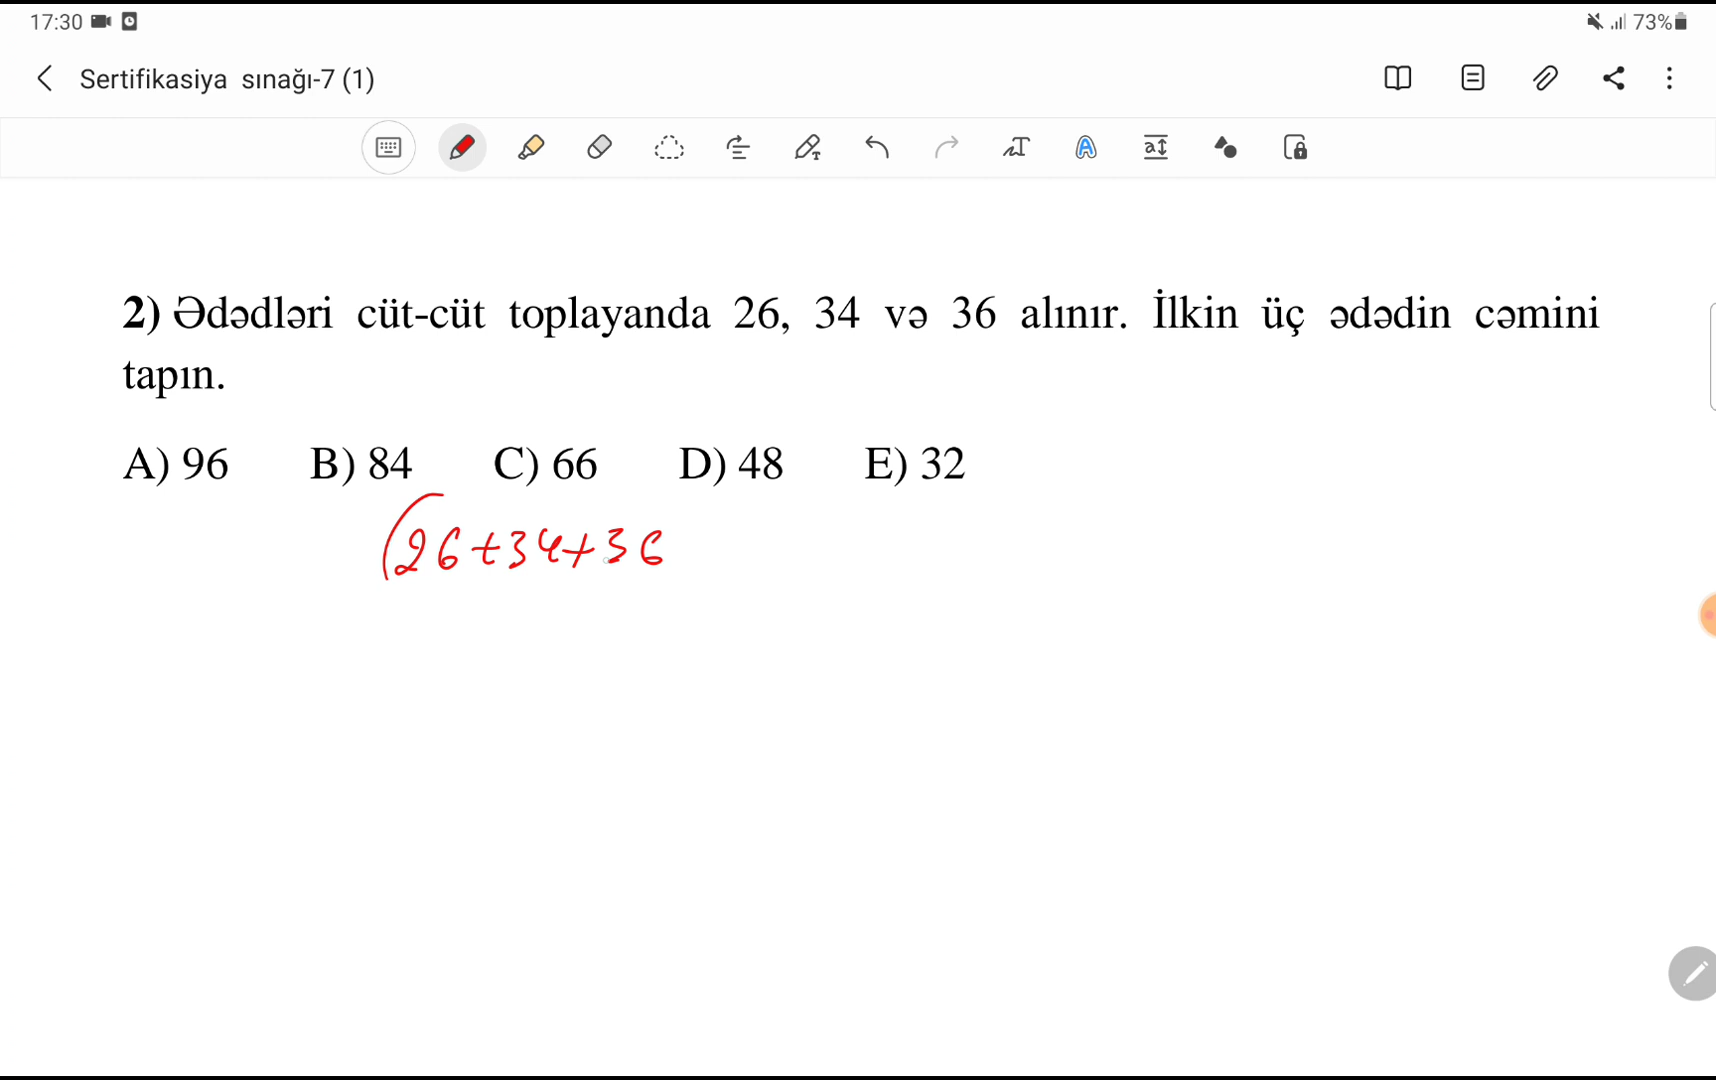 17:30
73%
Sertifikasiya sınağı-7 (1)
2) Ədədləri cüt-cüt toplayanda 26, 34 və 36 alınır. İlkin üç ədədin cəmini
tapın.
A) 96 B) 84 C) 66 D) 48 E) 32
(26+34+36